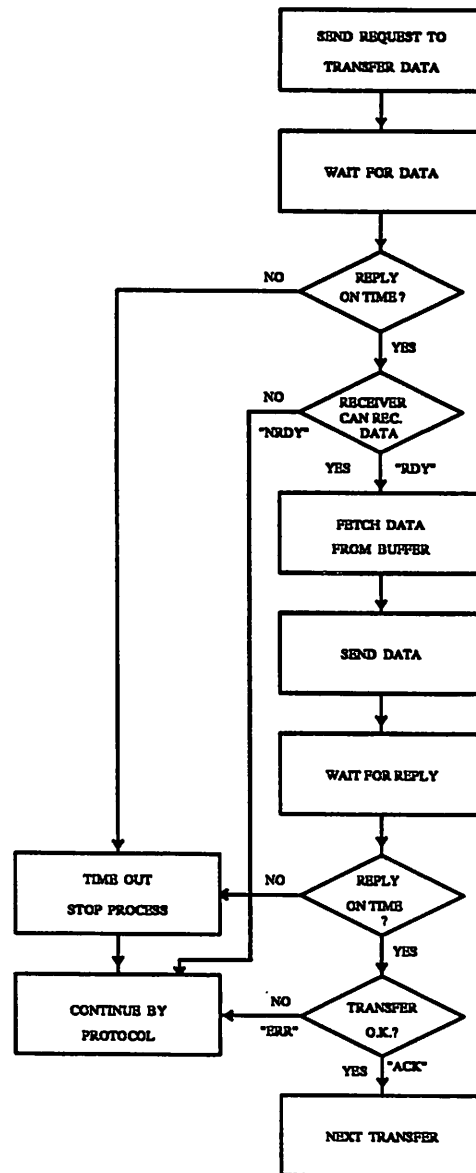 SEND REQUEST TO
TRANSFER DATA
WAIT FOR DATA
NO
REPLY
ON TIME?
YES
NO
RECEIVER
CAN REC.
DATA
"NRDY"
YES
"RDY"
FETCH DATA
FROM BUFFER
SEND DATA
WAIT FOR REPLY
TIME OUT
STOP PROCESS
NO
REPLY
ON TIME
?
YES
CONTINUE BY
PROTOCOL
NO
"ERR"
TRANSFER
O.K.?
YES
"ACK"
NEXT TRANSFER